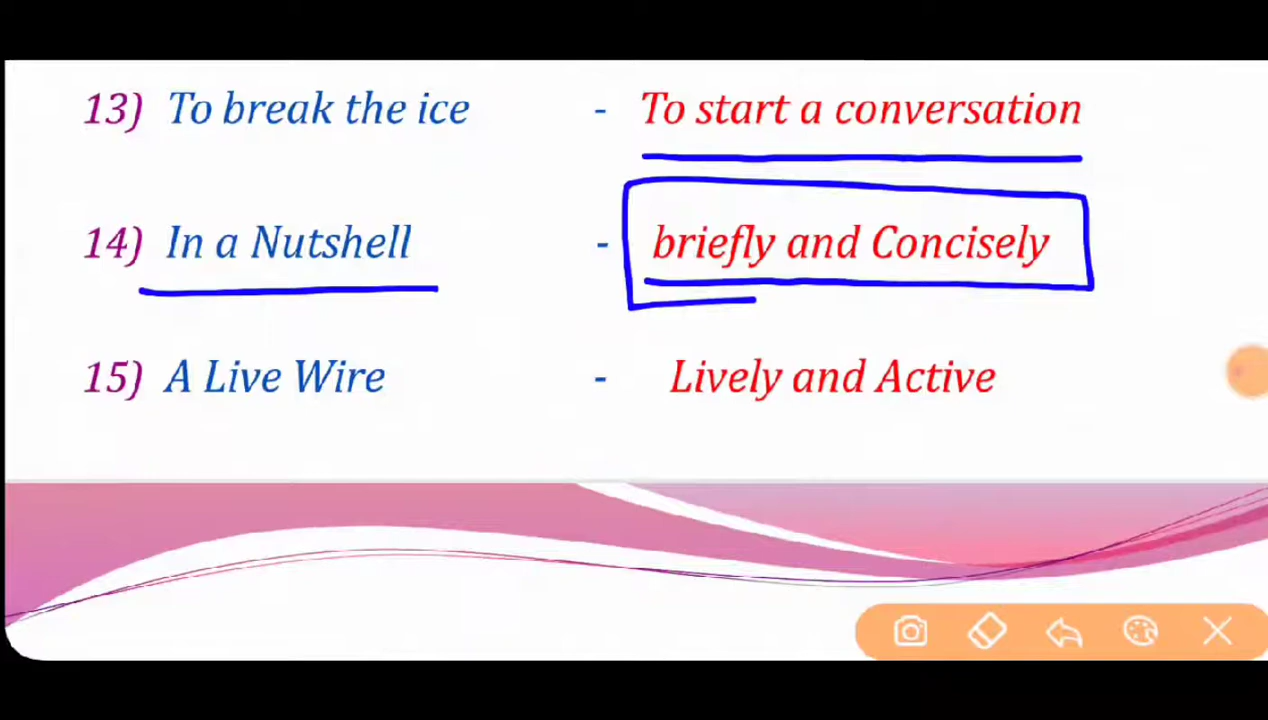 13) To break the ice - To start a conversation
14) In a Nutshell - briefly and Concisely
15) A Live Wire - Lively and Active